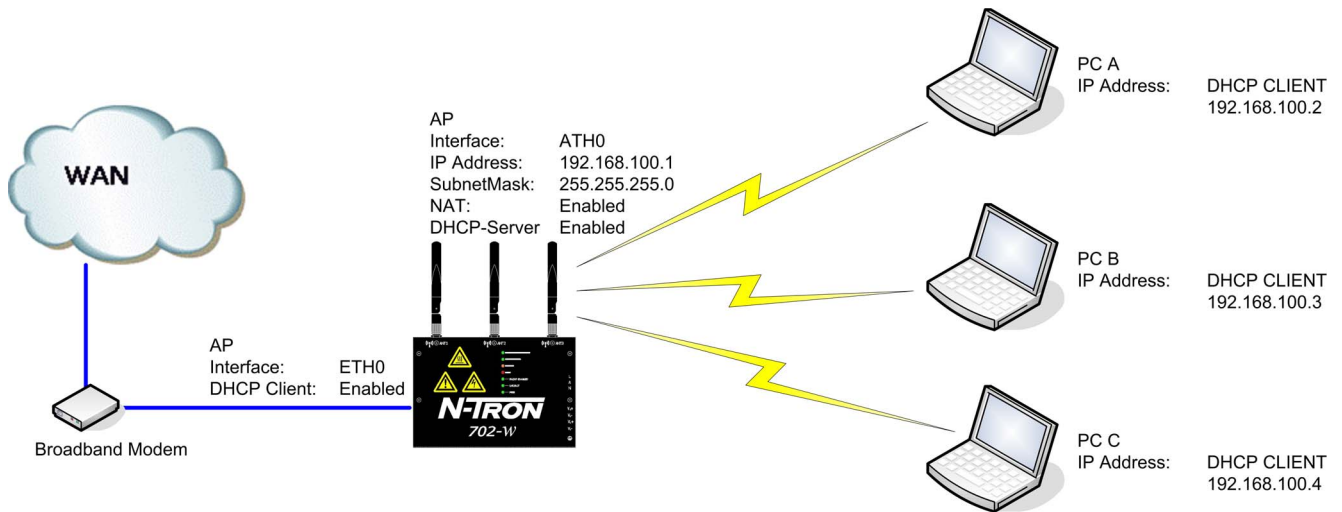 WAN
Broadband Modem
AP
Interface: ETH0
DHCP Client: Enabled
AP
Interface: ATH0
IP Address: 192.168.100.1
SubnetMask: 255.255.255.0
NAT: Enabled
DHCP-Server Enabled
LAN
N-TRON
702-W
PC A
IP Address: DHCP CLIENT
192.168.100.2
PC B
IP Address: DHCP CLIENT
192.168.100.3
PC C
IP Address: DHCP CLIENT
192.168.100.4